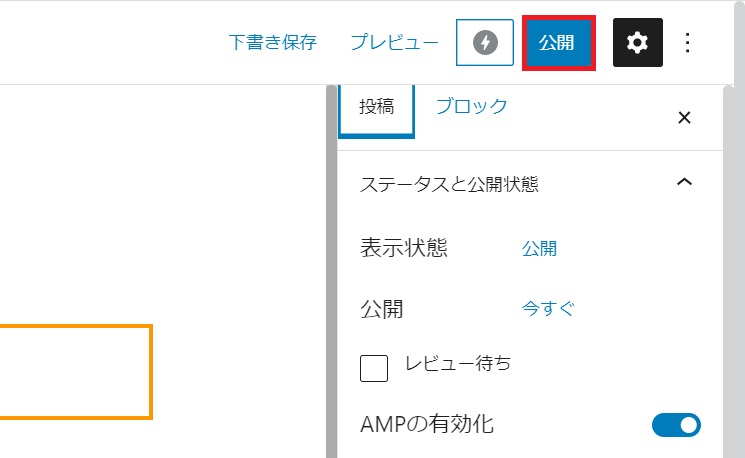 下書き保存 プレビュー 公開
投稿 ブロック
ステータスと公開状態
表示状態 公開
公開 今すぐ
レビュー待ち
AMPの有効化